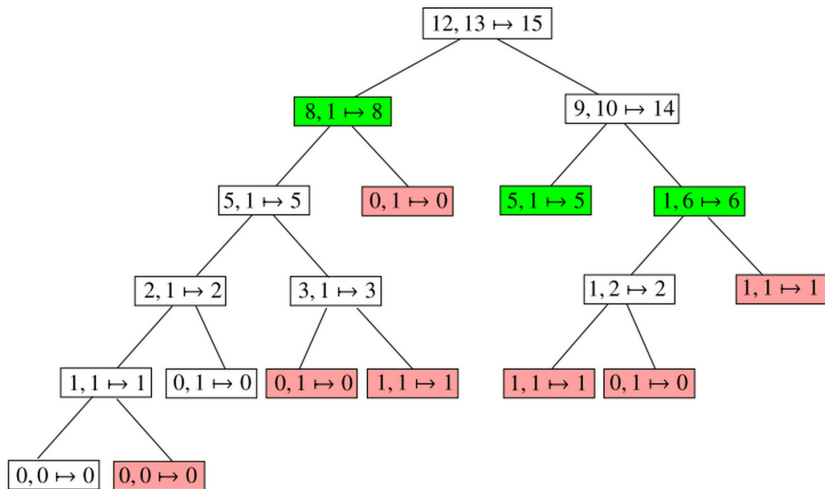 12, 13 ↦ 15
8, 1 ↦ 8
9, 10 ↦ 14
5, 1 ↦ 5
0, 1 ↦ 0
5, 1 ↦ 5
1, 6 ↦ 6
2, 1 ↦ 2
3, 1 ↦ 3
1, 2 ↦ 2
1, 1 ↦ 1
1, 1 ↦ 1
0, 1 ↦ 0
0, 1 ↦ 0
1, 1 ↦ 1
1, 1 ↦ 1
0, 1 ↦ 0
0, 0 ↦ 0
0, 0 ↦ 0